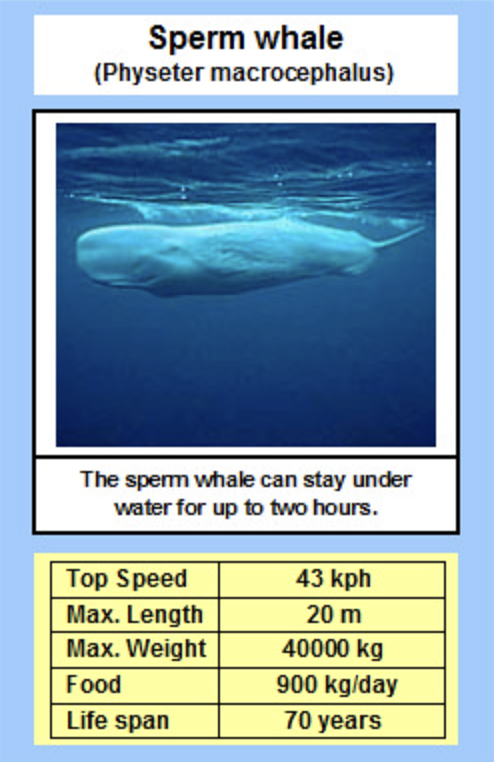 Sperm whale
(Physeter macrocephalus)
The sperm whale can stay under
water for up to two hours.
Top Speed 43 kph
Max. Length 20 m
Max. Weight 40000 kg
Food 900 kg/day
Life span 70 years